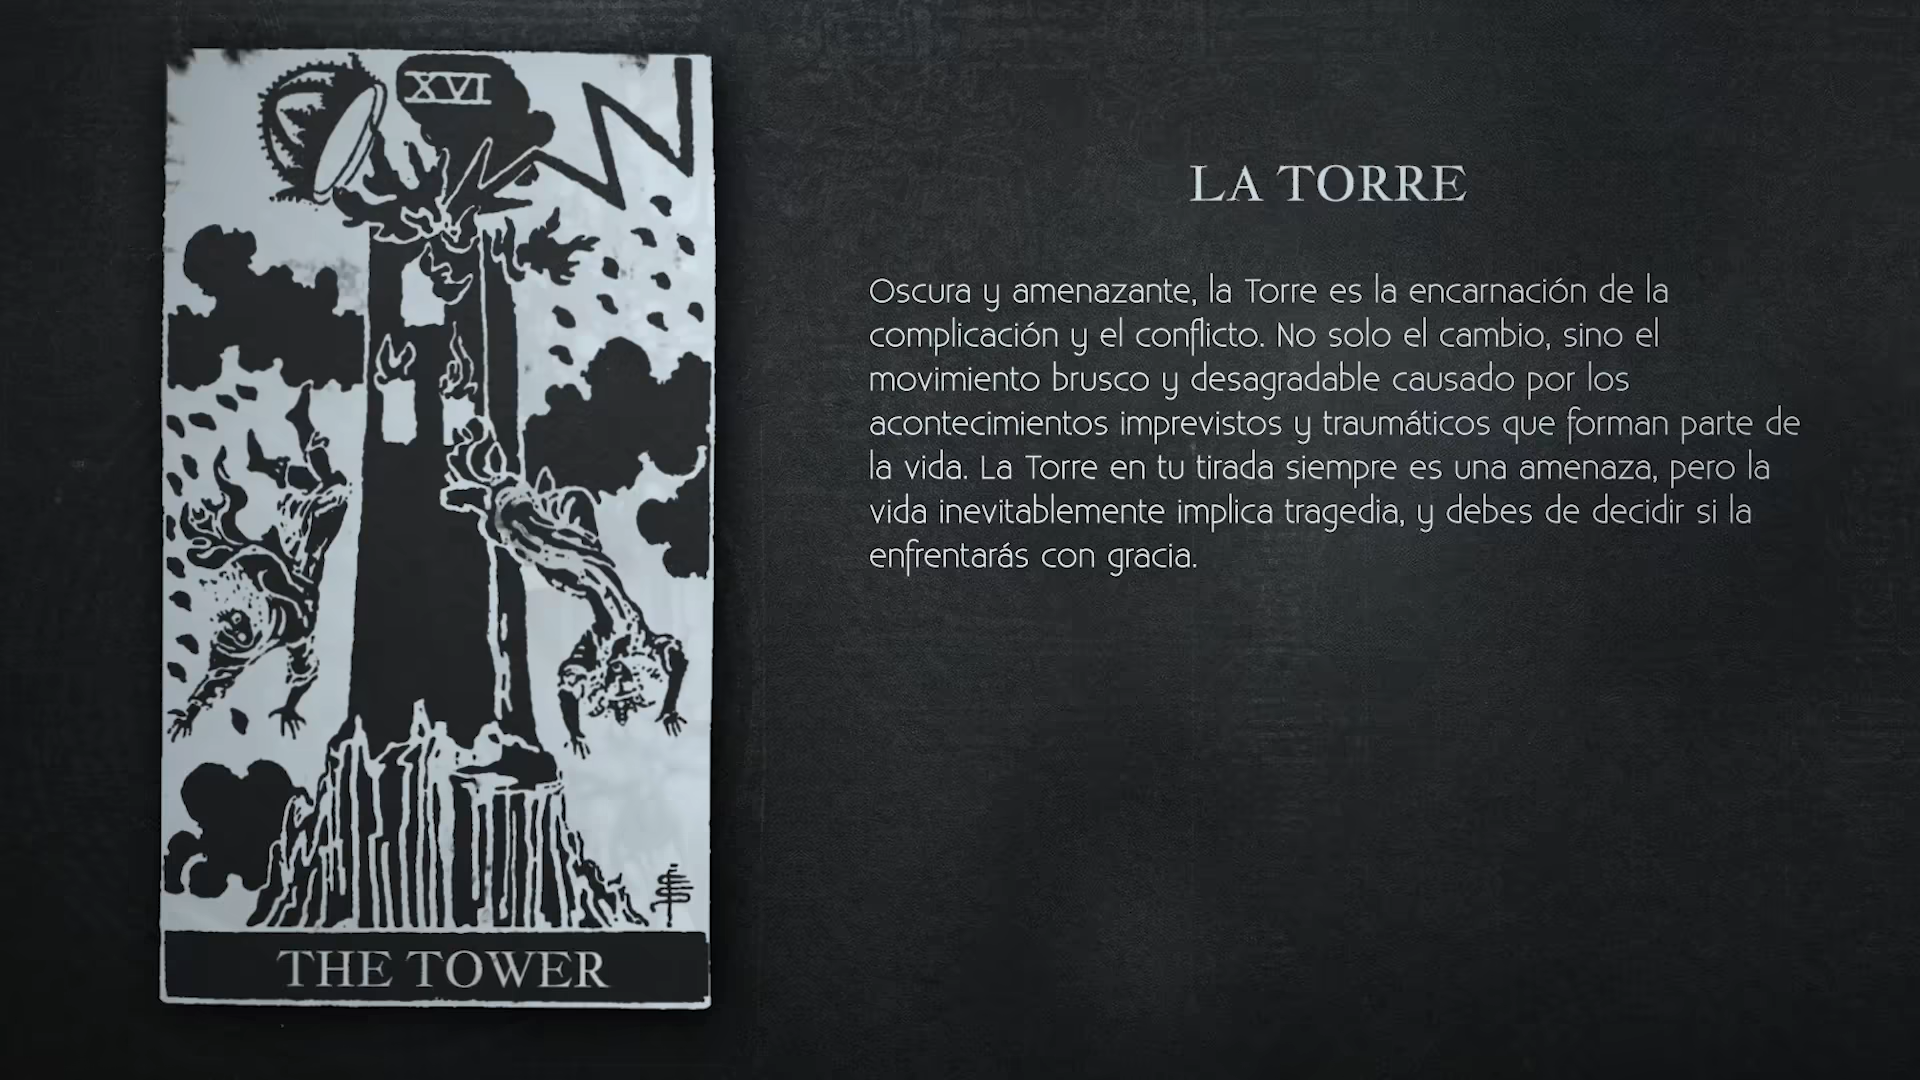 XVI
THE TOWER
LA TORRE
Oscura y amenazante, la Torre es la encarnación de la
complicación y el conflicto. No solo el cambio, sino el
movimiento brusco y desagradable causado por los
acontecimientos imprevistos y traumáticos que forman parte de
la vida. La Torre en tu tirada siempre es una amenaza, pero la
vida inevitablemente implica tragedia, y debes de decidir si la
enfrentarás con gracia.